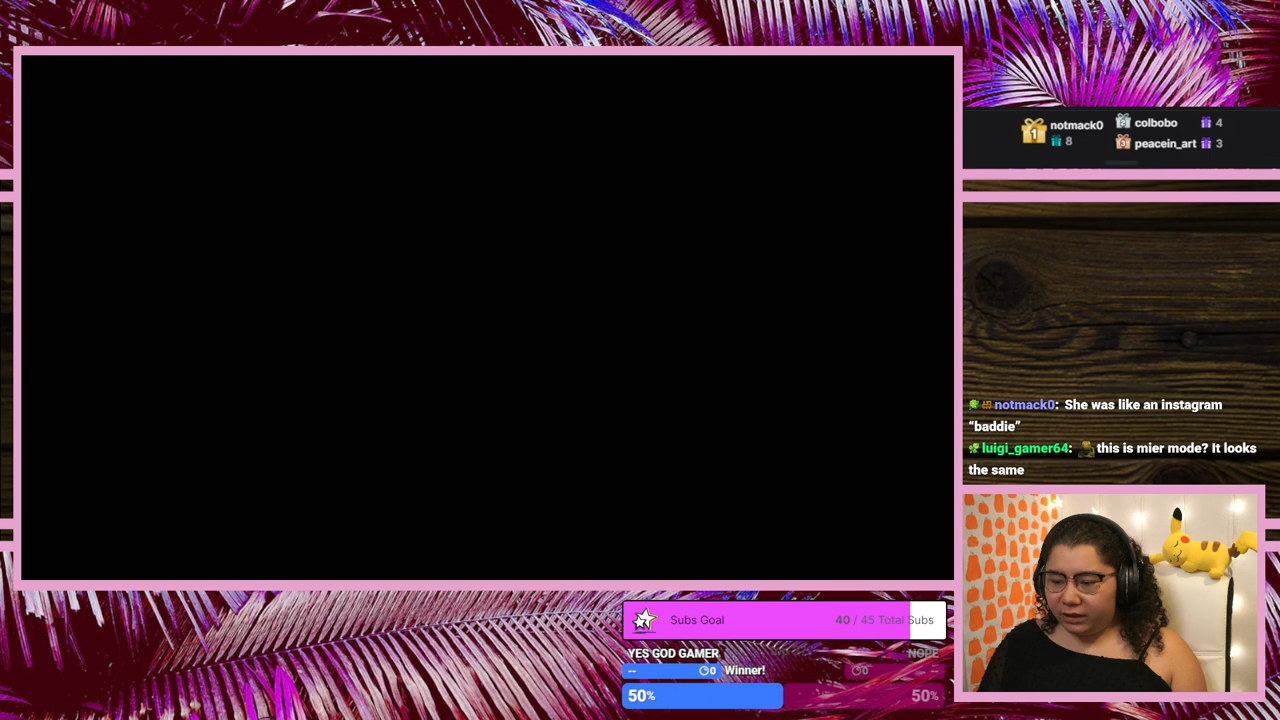 notmack0
8
colbobo 4
peacein_art 3
notmack0: She was like an instagram
“baddie”
luigi_gamer64: this is mier mode? It looks
the same
Subs Goal 40 / 45 Total Subs
YES GOD GAMER NOPE
-- 0 Winner! 0 --
50% 50%